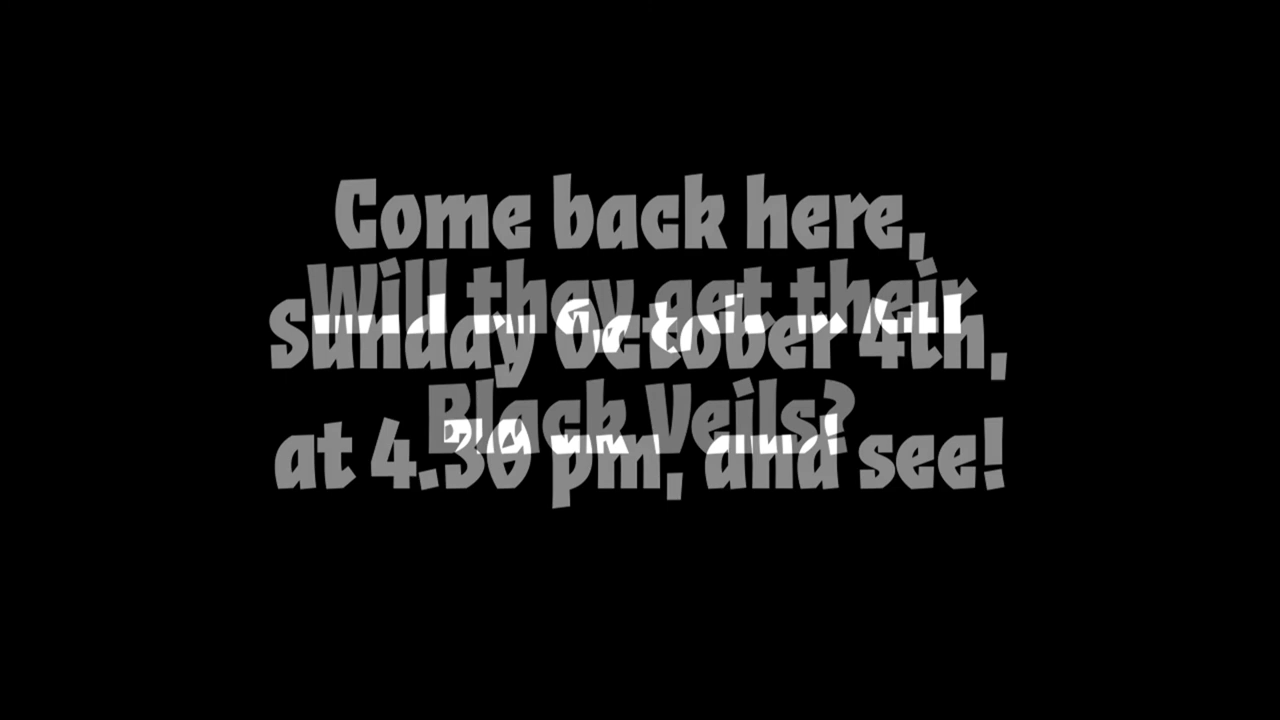 Come back here,
Will they get their
Sunday October 4th,
Black Veils?
at 4.30 pm, and see!